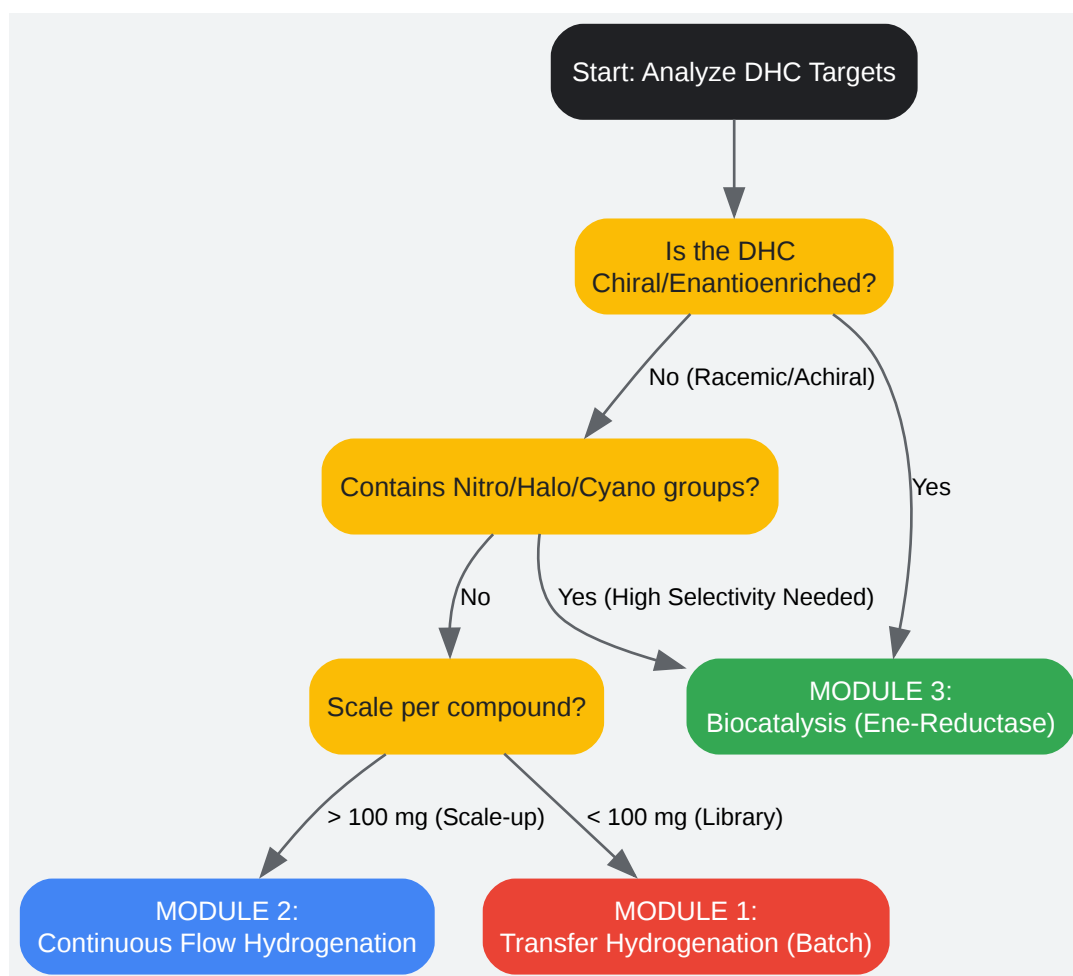 Start: Analyze DHC Targets
Is the DHC
Chiral/Enantioenriched?
No (Racemic/Achiral)
Yes
Contains Nitro/Halo/Cyano groups?
No
Yes (High Selectivity Needed)
Scale per compound?
MODULE 3:
Biocatalysis (Ene-Reductase)
> 100 mg (Scale-up)
< 100 mg (Library)
MODULE 2:
Continuous Flow Hydrogenation
MODULE 1:
Transfer Hydrogenation (Batch)